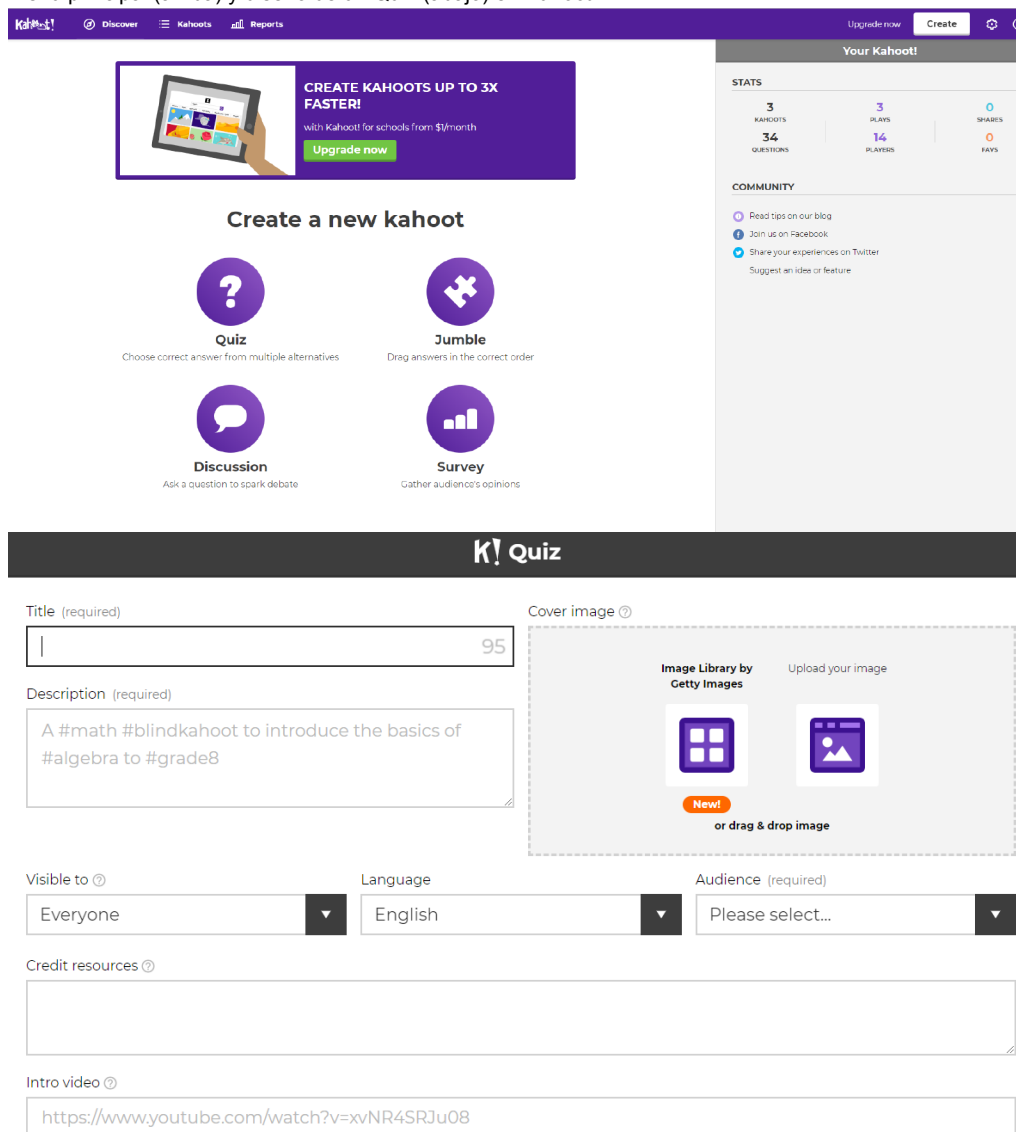 Kahoot! Discover Kahoots Reports Upgrade now Create
CREATE KAHOOTS UP TO 3X
FASTER!
with Kahoot! for schools from $1/month
Upgrade now
Create a new kahoot
Quiz
Choose correct answer from multiple alternatives
Jumble
Drag answers in the correct order
Discussion
Ask a question to spark debate
Survey
Gather audience's opinions
Your Kahoot!
STATS
3 3 0
KAHOOTS PLAYS SHARES
34 14 0
QUESTIONS PLAYERS FAVS
COMMUNITY
Read tips on our blog
Join us on Facebook
Share your experiences on Twitter
Suggest an idea or feature
K! Quiz
Title (required)
95
Description (required)
A #math #blindkahoot to introduce the basics of
#algebra to #grade8
Cover image
Image Library by
Getty Images
Upload your image
New!
or drag & drop image
Visible to Language Audience (required)
Everyone English Please select...
Credit resources
Intro video
https://www.youtube.com/watch?v=xvNR4SRJu08